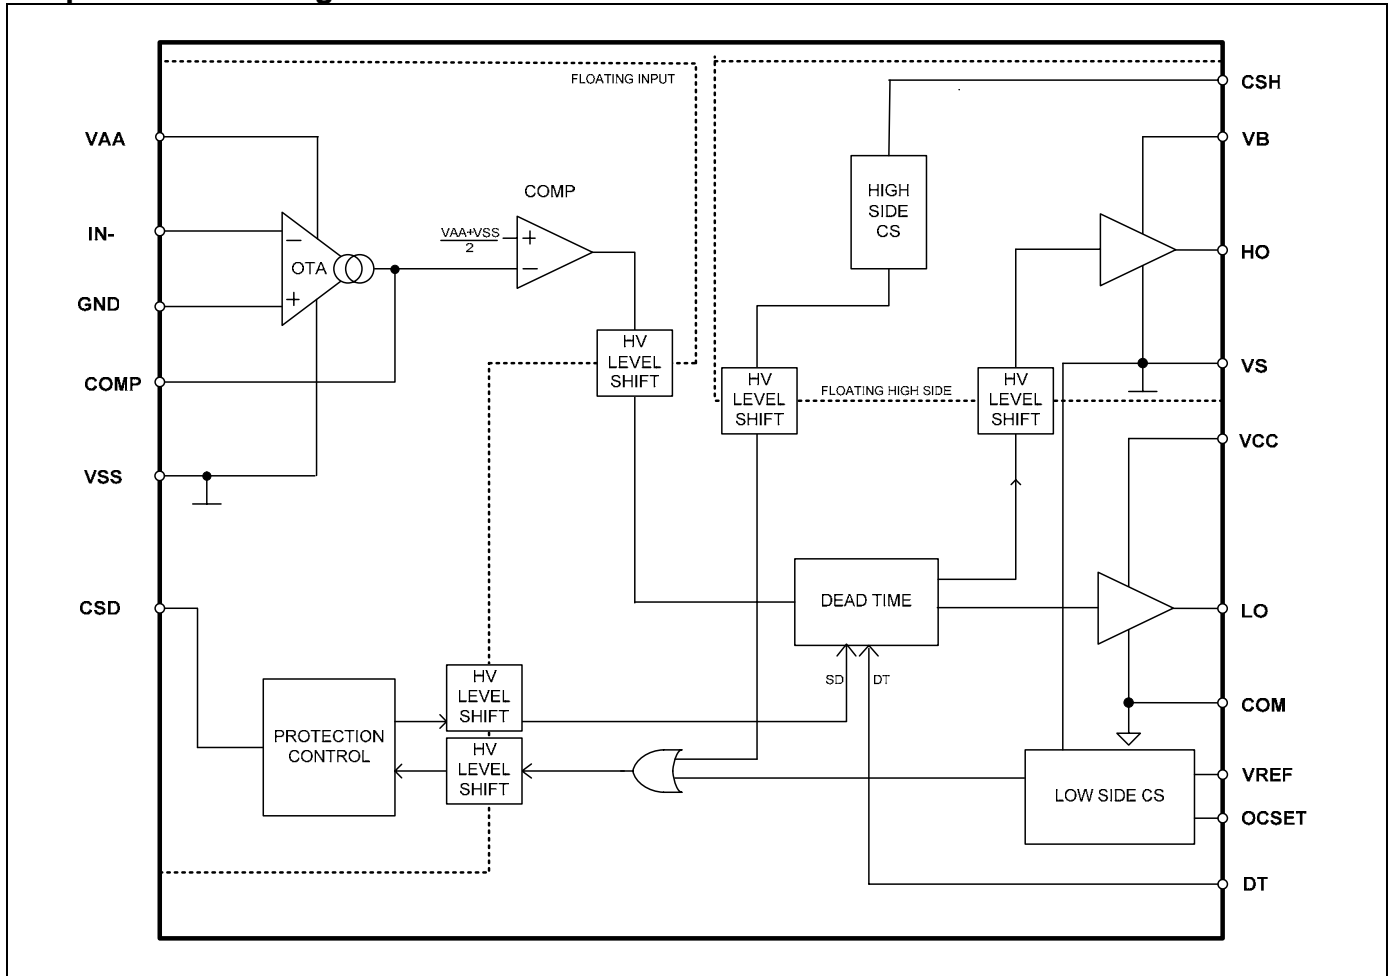 FLOATING INPUT
CSH
VAA
VB
HIGH
SIDE
CS
COMP
IN-
VAA+VSS
2
+
−
−
OTA
+
HO
GND
HV
LEVEL
SHIFT
VS
COMP
HV
LEVEL
SHIFT
FLOATING HIGH SIDE
HV
LEVEL
SHIFT
VCC
VSS
DEAD TIME
CSD
LO
SD
DT
HV
LEVEL
SHIFT
COM
PROTECTION
CONTROL
HV
LEVEL
SHIFT
VREF
LOW SIDE CS
OCSET
DT